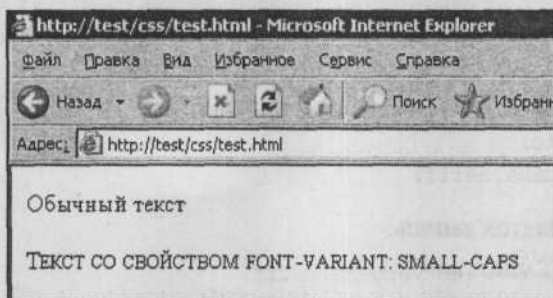 http://test/css/test.html - Microsoft Internet Explorer
Файл Правка Вид Избранное Сервис Справка
Назад Поиск Избранн
Адрес: http://test/css/test.html
Обычный текст
Текст со свойством font-variant: small-caps